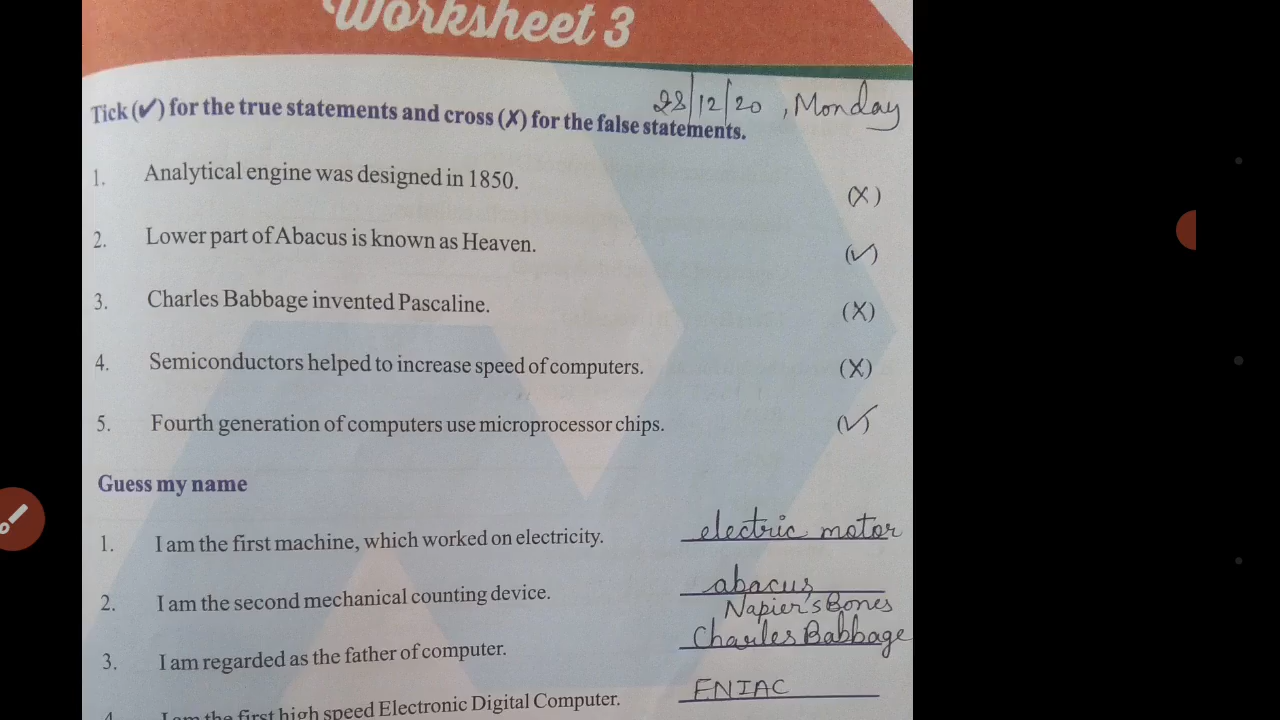 Worksheet 3
28/12/20, Monday
Tick (✓) for the true statements and cross (✗) for the false statements.
1. Analytical engine was designed in 1850. (X)
2. Lower part of Abacus is known as Heaven. (✓)
3. Charles Babbage invented Pascaline. (X)
4. Semiconductors helped to increase speed of computers. (X)
5. Fourth generation of computers use microprocessor chips. (✓)
Guess my name
1. I am the first machine, which worked on electricity. electric motor
2. I am the second mechanical counting device. abacus
Napier's Bones
3. I am regarded as the father of computer. Charles Babbage
4. I am the first high speed Electronic Digital Computer. ENIAC